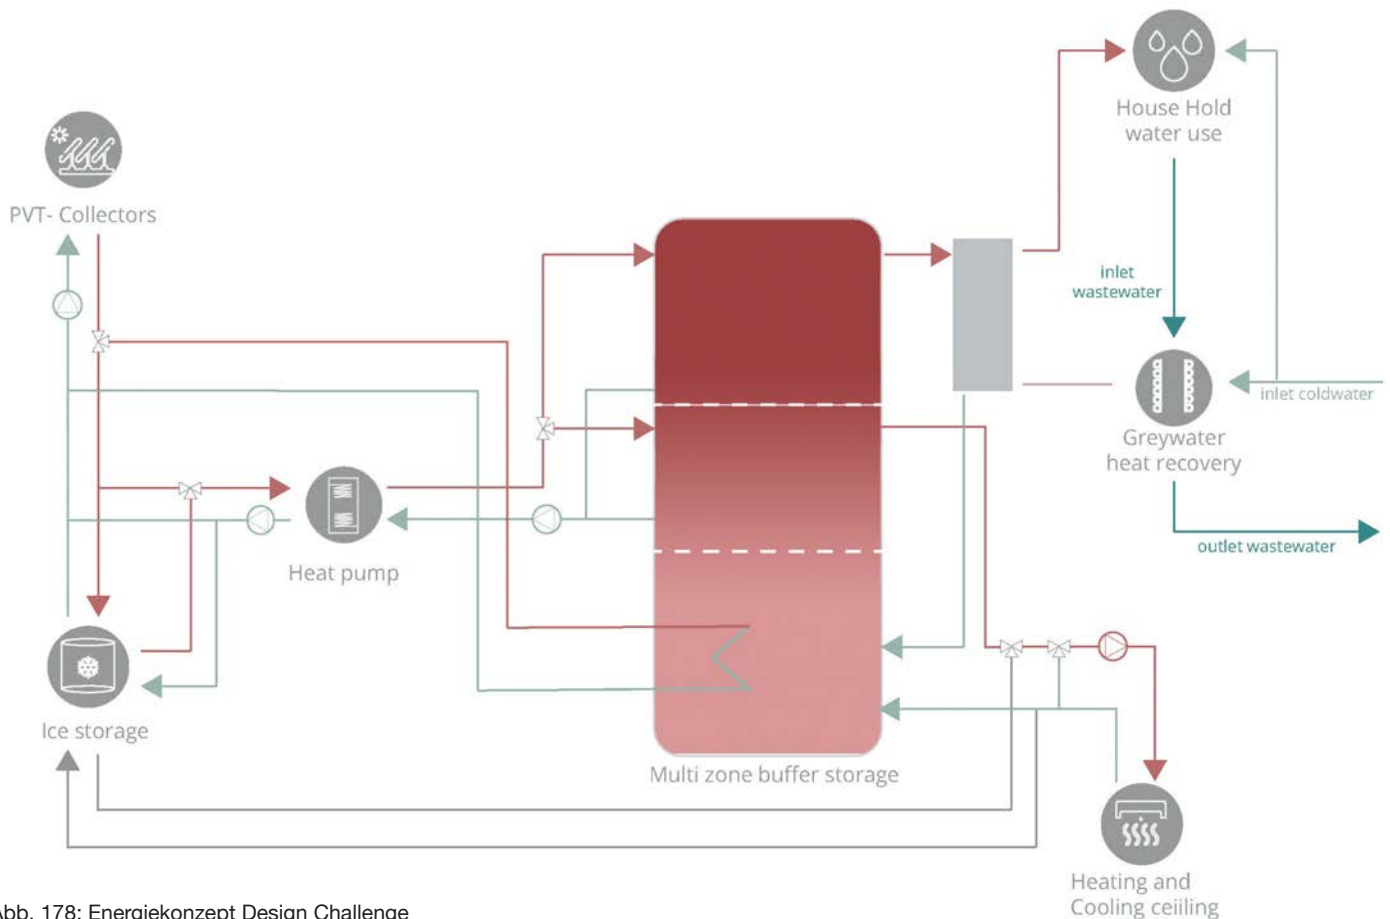 House Hold
water use
PVT- Collectors
inlet
wastewater
inlet coldwater
Greywater
heat recovery
outlet wastewater
Heat pump
Ice storage
Multi zone buffer storage
Heating and
Cooling ceiiling
Abb. 178: Energiekonzept Design Challenge